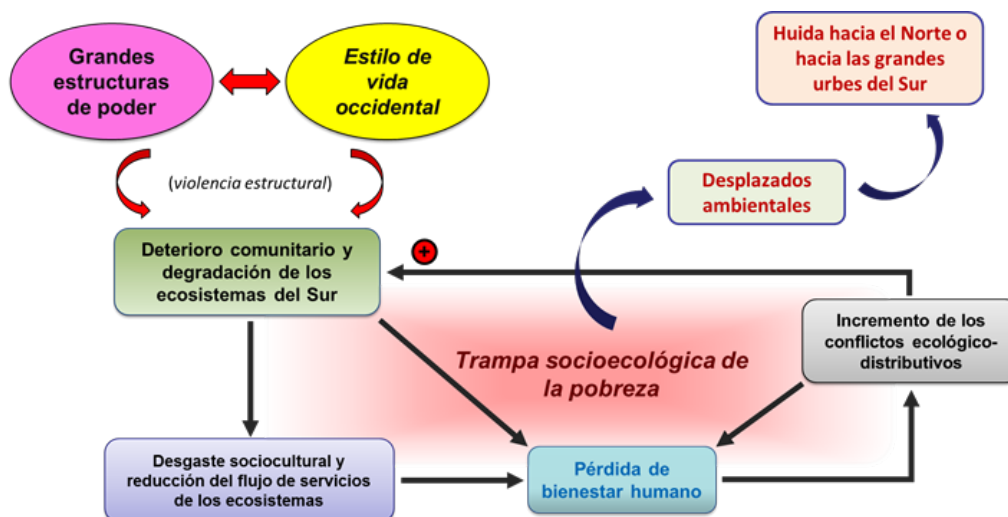 Grandes
estructuras
de poder
Estilo de
vida
occidental
Huida hacia el Norte o
hacia las grandes
urbes del Sur
(violencia estructural)
Desplazados
ambientales
Deterioro comunitario y
degradación de los
ecosistemas del Sur
+
Incremento de los
conflictos ecológico-
distributivos
Trampa socioecológica de
la pobreza
Desgaste sociocultural y
reducción del flujo de servicios
de los ecosistemas
Pérdida de
bienestar humano